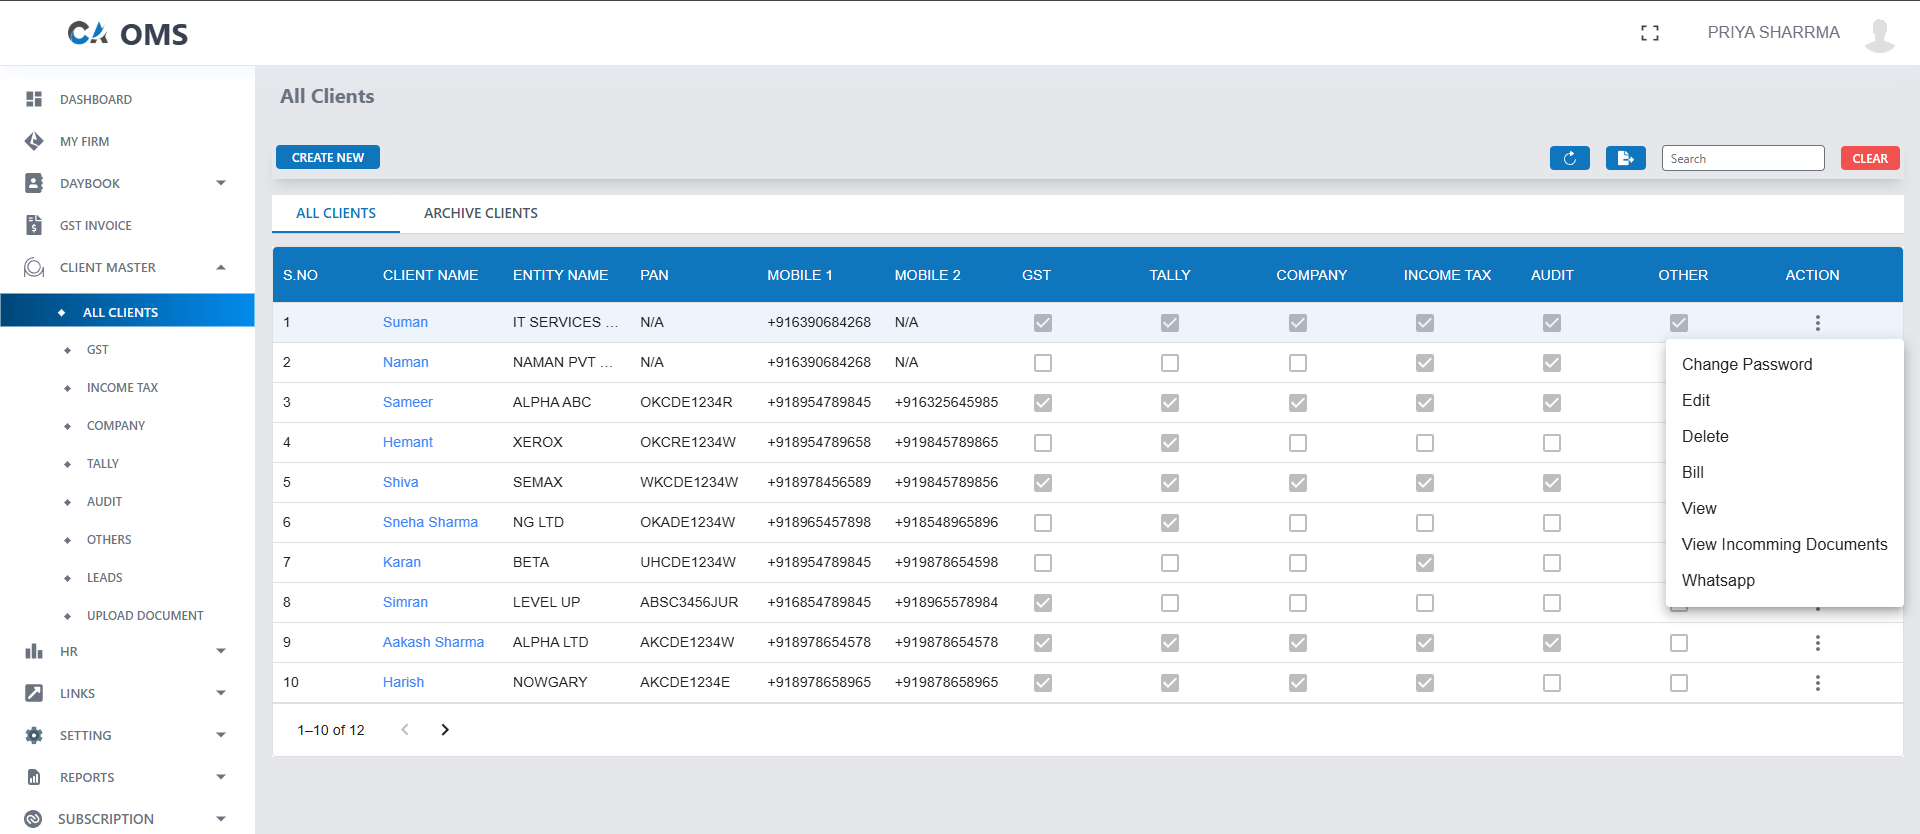 CA OMS
PRIYA SHARRMA
DASHBOARD
MY FIRM
DAYBOOK
GST INVOICE
CLIENT MASTER
ALL CLIENTS
GST
INCOME TAX
COMPANY
TALLY
AUDIT
OTHERS
LEADS
UPLOAD DOCUMENT
HR
LINKS
SETTING
REPORTS
SUBSCRIPTION
All Clients
CREATE NEW
Search
CLEAR
ALL CLIENTS ARCHIVE CLIENTS
S.NO CLIENT NAME ENTITY NAME PAN MOBILE 1 MOBILE 2 GST TALLY COMPANY INCOME TAX AUDIT OTHER ACTION
1 Suman IT SERVICES ... N/A +916390684268 N/A
2 Naman NAMAN PVT ... N/A +916390684268 N/A
3 Sameer ALPHA ABC OKCDE1234R +918954789845 +916325645985
4 Hemant XEROX OKCRE1234W +918954789658 +919845789865
5 Shiva SEMAX WKCDE1234W +918978456589 +919845789856
6 Sneha Sharma NG LTD OKADE1234W +918965457898 +918548965896
7 Karan BETA UHCDE1234W +918954789845 +919878654598
8 Simran LEVEL UP ABSC3456JUR +916854789845 +918965578984
9 Aakash Sharma ALPHA LTD AKCDE1234W +918978654578 +919878654578
10 Harish NOWGARY AKCDE1234E +918978658965 +919878658965
1–10 of 12
Change Password
Edit
Delete
Bill
View
View Incomming Documents
Whatsapp